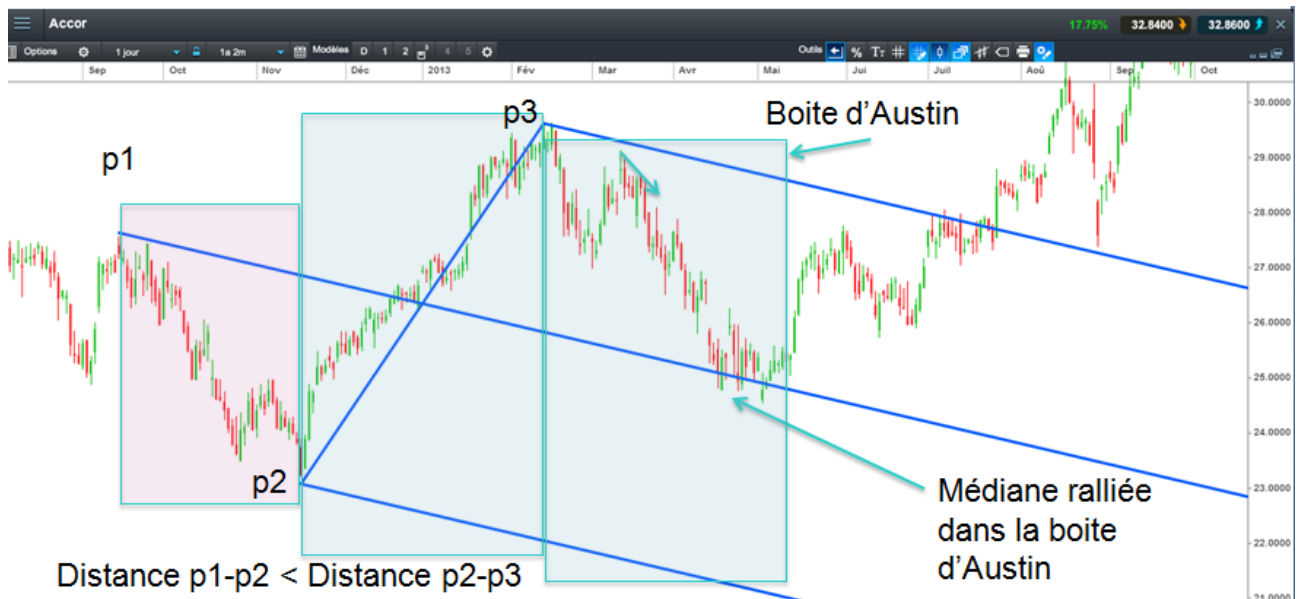 Accor
17.75% 32.8400 32.8600
Options 1 jour 1a 2m Modèles D 1 2 3 4 5 Outils
Sep Oct Nov Déc 2013 Fév Mar Avr Mai Jui Juil Aoû Sep Oct
p1
p2
p3
Boite d'Austin
Médiane ralliée
dans la boite
d'Austin
Distance p1-p2 < Distance p2-p3
30.0000
29.0000
28.0000
27.0000
26.0000
25.0000
24.0000
23.0000
22.0000
21.0000